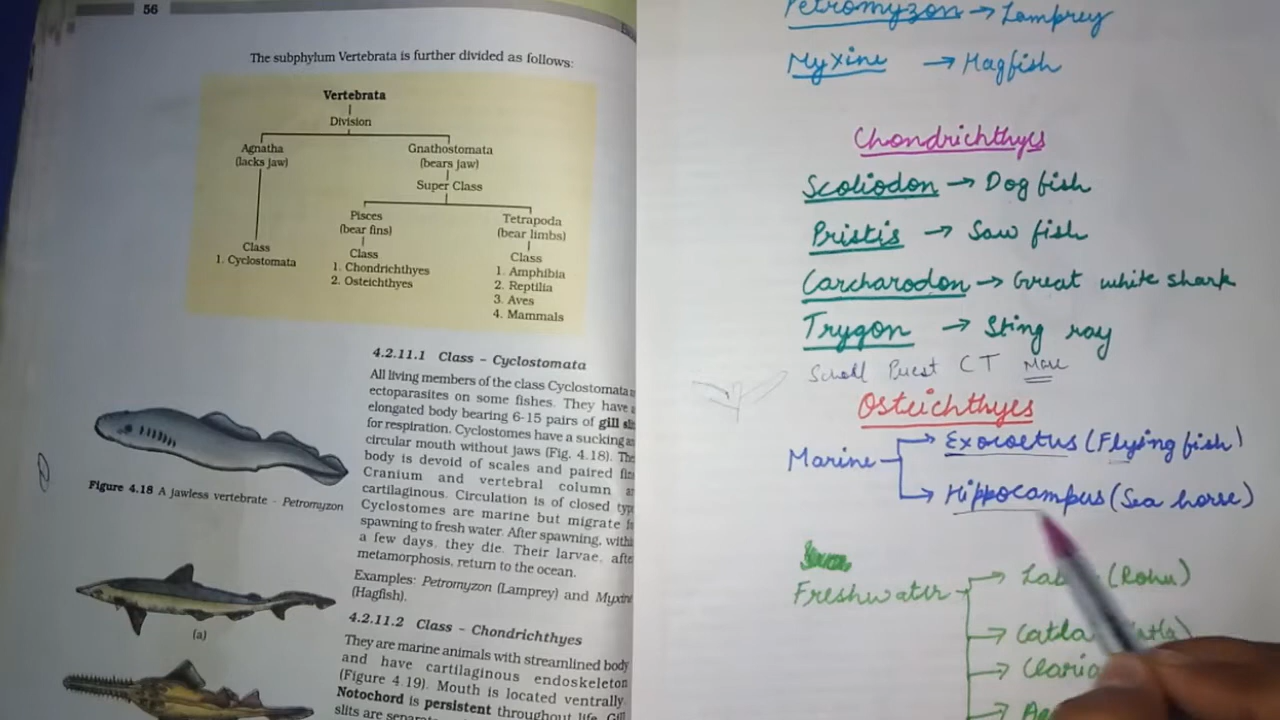 56
The subphylum Vertebrata is further divided as follows:
Vertebrata
Division
Agnatha
(lacks jaw)
Gnathostomata
(bears jaw)
Super Class
Pisces
(bear fins)
Tetrapoda
(bear limbs)
Class
1. Cyclostomata
Class
1. Chondrichthyes
2. Osteichthyes
Class
1. Amphibia
2. Reptilia
3. Aves
4. Mammals
4.2.11.1 Class – Cyclostomata
All living members of the class Cyclostomata
ectoparasites on some fishes. They have
elongated body bearing 6-15 pairs of gill
for respiration. Cyclostomes have a sucking
circular mouth without jaws (Fig. 4.18).
body is devoid of scales and paired
Cranium and vertebral column
cartilaginous. Circulation is of closed
Cyclostomes are marine but migrate
spawning to fresh water. After spawning,
a few days, they die. Their larvae, after
metamorphosis, return to the ocean.
Examples: Petromyzon (Lamprey) and Myxine
(Hagfish).
Figure 4.18 A jawless vertebrate - Petromyzon
(a)
4.2.11.2 Class – Chondrichthyes
They are marine animals with streamlined body
and have cartilaginous endoskeleton
(Figure 4.19). Mouth is located ventrally.
Notochord is persistent throughout life. Gill
slits are
Petromyzon → Lamprey
Myxine → Hagfish
Chondrichthyes
Scoliodon → Dog fish
Pristis → Saw fish
Carcharodon → Great white shark
Trygon → Sting ray
CT
Osteichthyes
Marine → Exocoetus (Flying fish)
→ Hippocampus (Sea horse)
Freshwater → (Rohu)
→ Catla
→
→